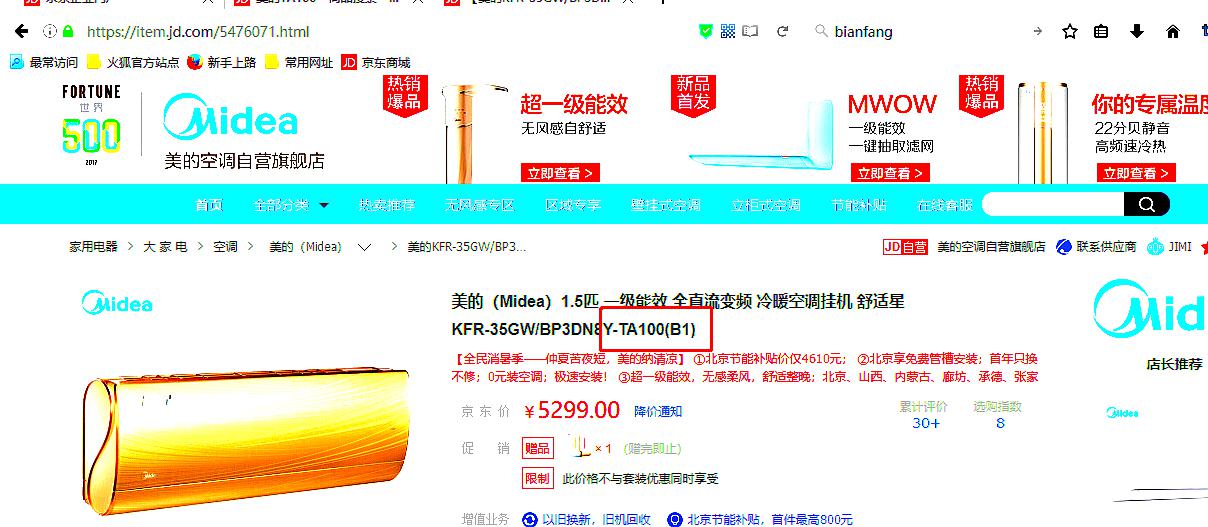 https://item.jd.com/5476071.html
bianfang
最常访问 火狐官方站点 新手上路 常用网址 JD 京东商城
FORTUNE
世界
500
2017
Midea
美的空调自营旗舰店
热销
爆品
超一级能效
无风感自舒适
立即查看 >
新品
首发
MWOW
一级能效
一键抽取滤网
立即查看 >
热销
爆品
你的专属温度
22分贝静音
高频速冷热
立即查看 >
首页 全部分类 热卖推荐 无风感专区 区域专享 壁挂式空调 立柜式空调 节能补贴 在线客服
家用电器 > 大 家 电 > 空调 > 美的（Midea） > 美的KFR-35GW/BP3...
JD自营 美的空调自营旗舰店 联系供应商 JIMI
Midea
美的（Midea）1.5匹 一级能效 全直流变频 冷暖空调挂机 舒适星
KFR-35GW/BP3DN8Y-TA100(B1)
【全民消暑季——仲夏苦夜短，美的纳清凉】 ①北京节能补贴价仅4610元； ②北京享免费管槽安装；首年只换
不修；0元装空调；极速安装！ ③超一级能效，无感柔风，舒适整晚；北京、山西、内蒙古、廊坊、承德、张家
京 东 价 ￥5299.00 降价通知
累计评价
30+
选购指数
8
促 销 赠品 × 1 (赠完即止)
限制 此价格不与套装优惠同时享受
增值业务 以旧换新，旧机回收 北京节能补贴，首件最高800元
Mid
店长推荐
Midea
Midea